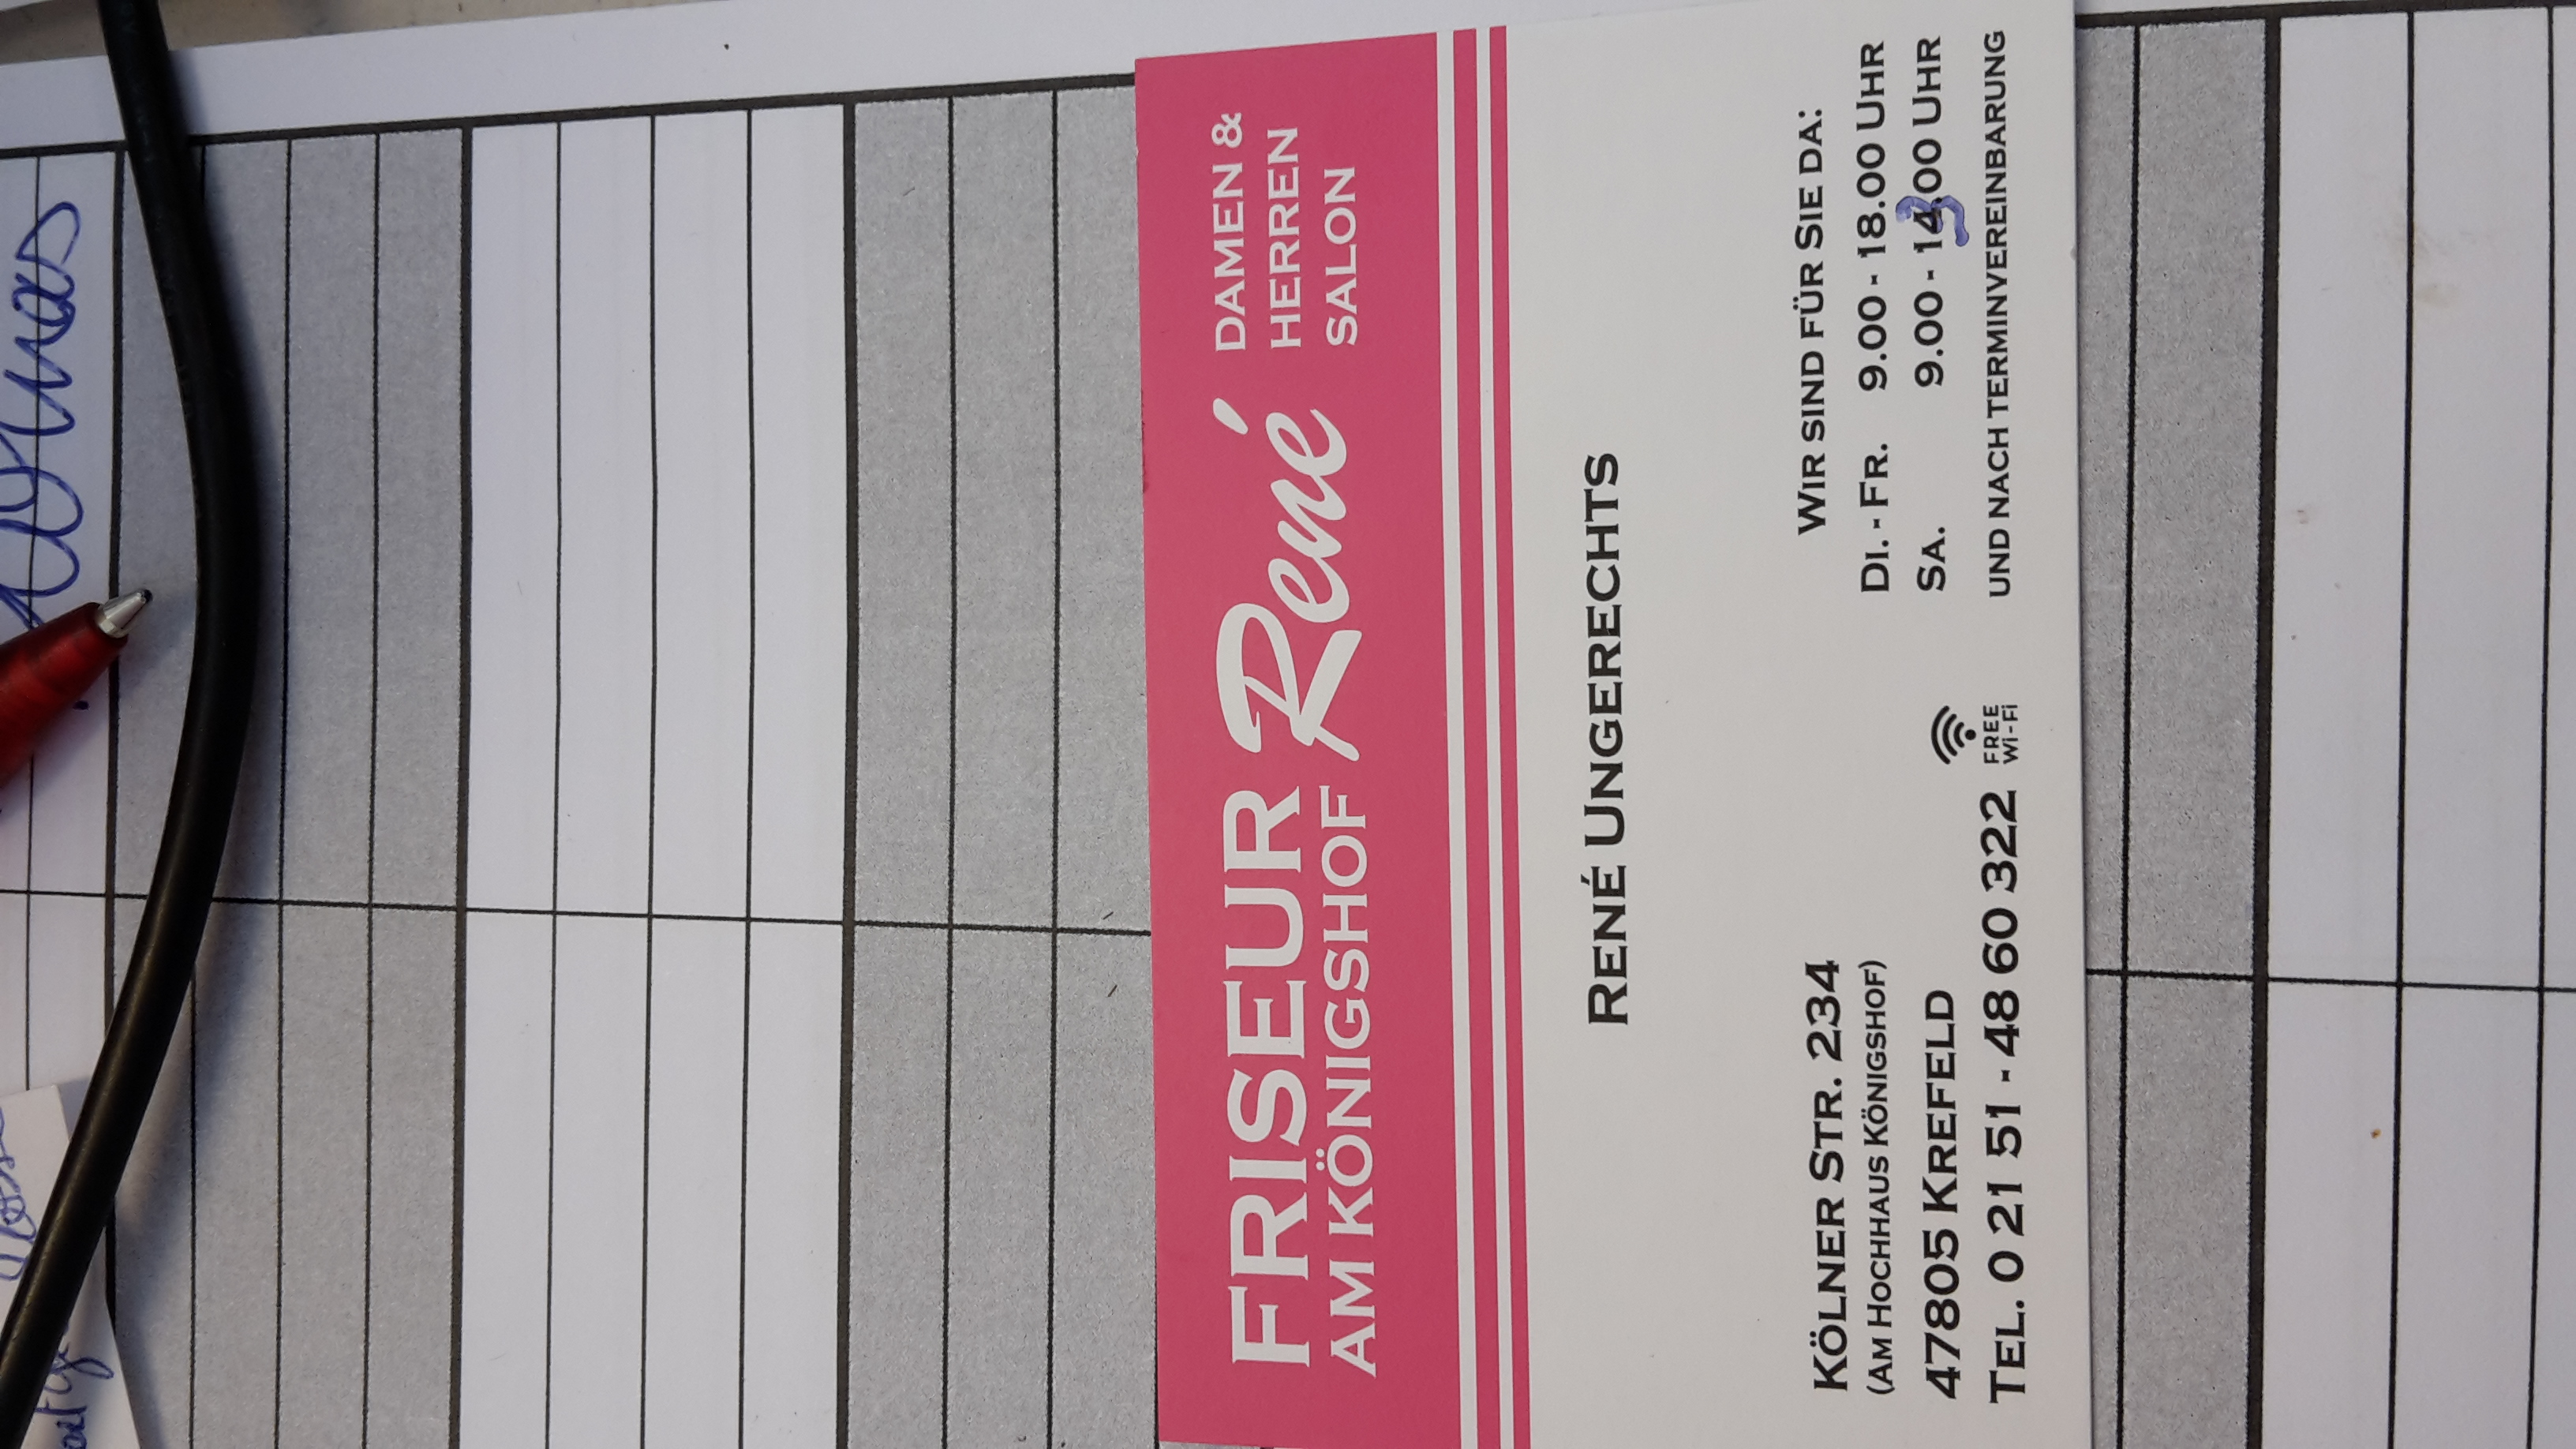 FRISEUR René
AM KÖNIGSHOF
DAMEN &
HERREN
SALON
RENÉ UNGERECHTS
KÖLNER STR. 234
(AM HOCHHAUS KÖNIGSHOF)
47805 KREFELD
TEL. 0 21 51 - 48 60 322
FREE
Wi-Fi
WIR SIND FÜR SIE DA:
DI. - FR. 9.00 - 18.00 UHR
SA. 9.00 - 13.00 UHR
UND NACH TERMINVEREINBARUNG